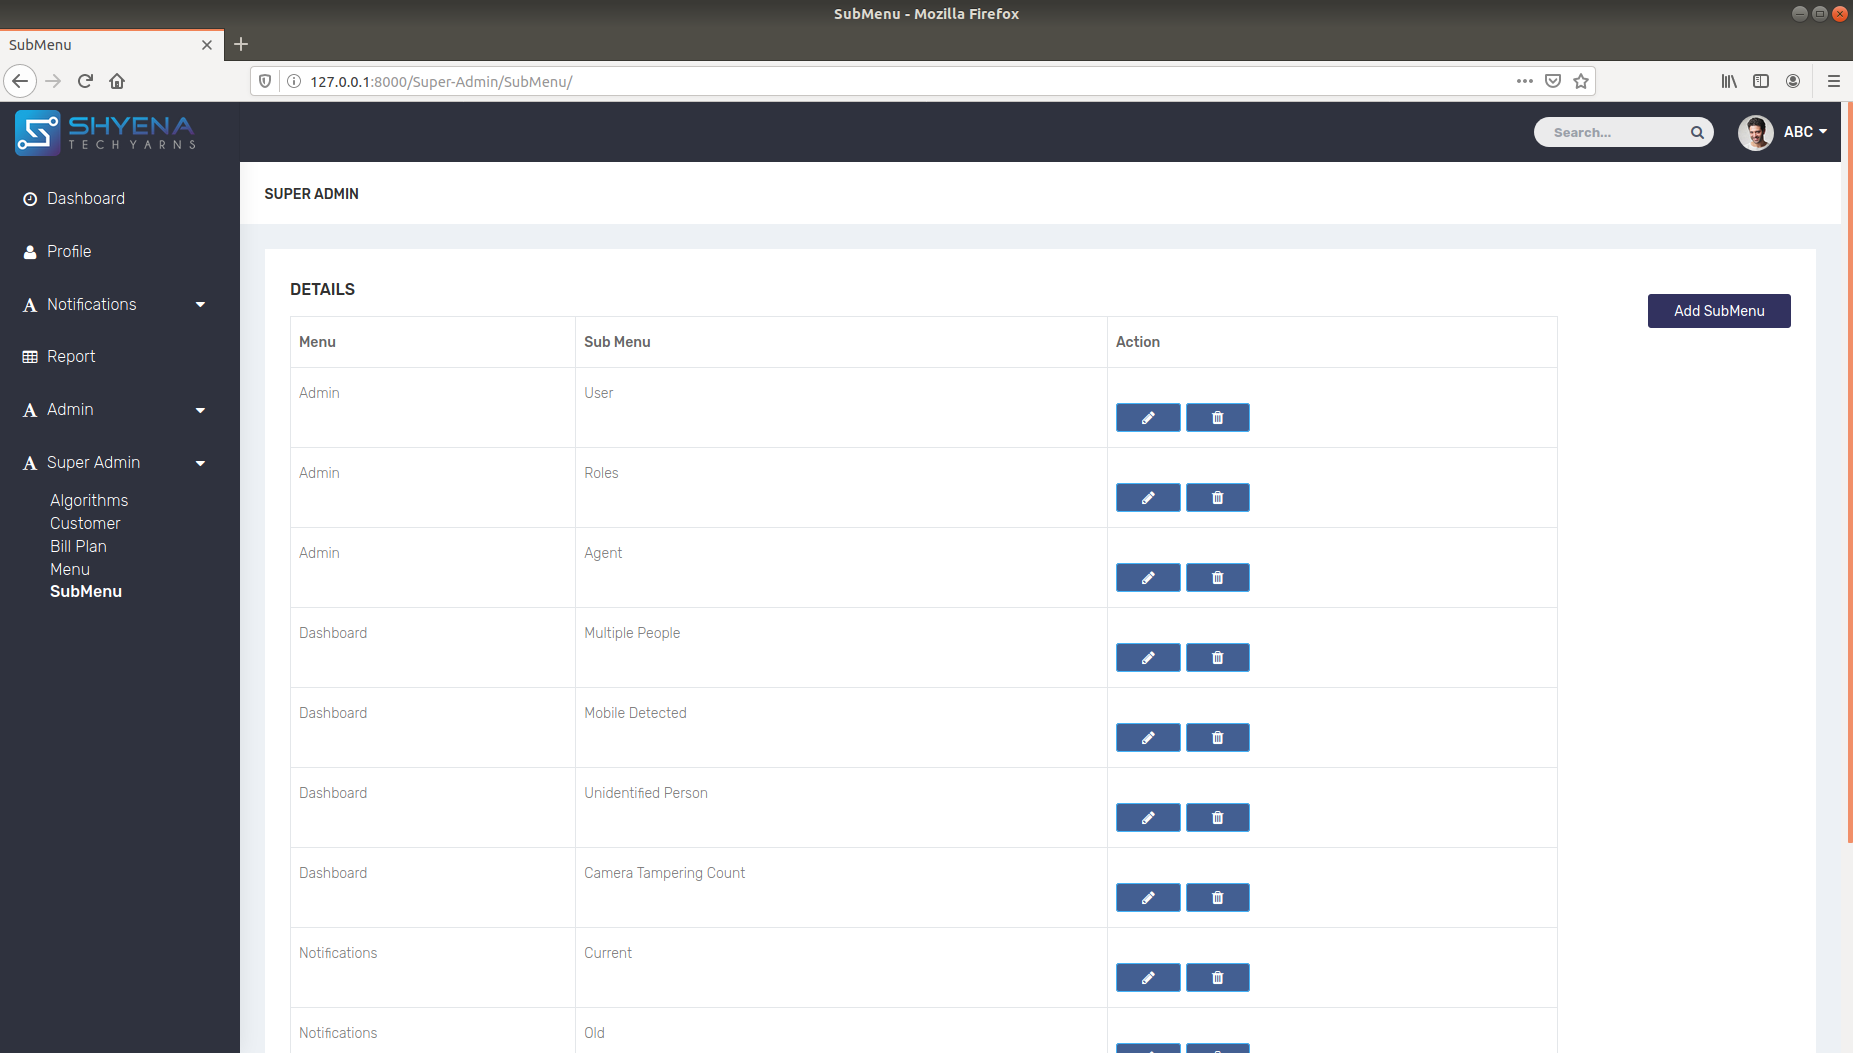 SubMenu - Mozilla Firefox
SubMenu
127.0.0.1:8000/Super-Admin/SubMenu/
SHYENA
TECHYARNS
Search...
ABC
Dashboard
Profile
Notifications
Report
Admin
Super Admin
Algorithms
Customer
Bill Plan
Menu
SubMenu
SUPER ADMIN
DETAILS
Add SubMenu
Menu Sub Menu Action
Admin User
Admin Roles
Admin Agent
Dashboard Multiple People
Dashboard Mobile Detected
Dashboard Unidentified Person
Dashboard Camera Tampering Count
Notifications Current
Notifications Old